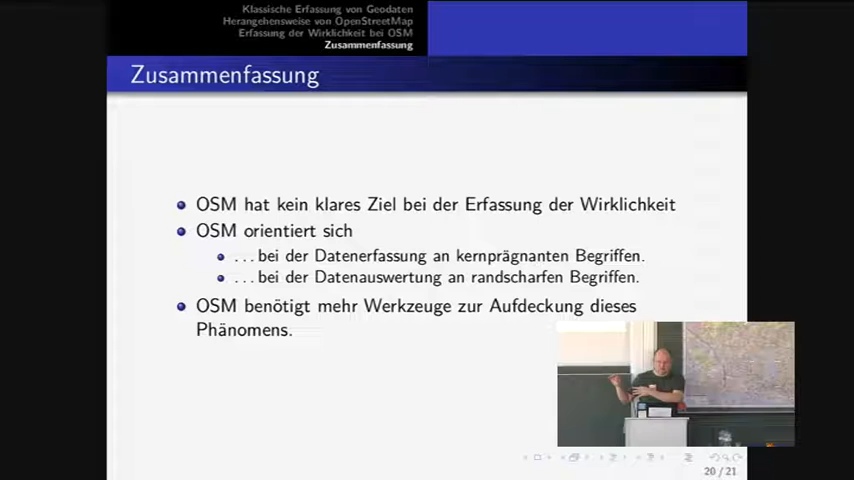 Klassische Erfassung von Geodaten
Herangehensweise von OpenStreetMap
Erfassung der Wirklichkeit bei OSM
Zusammenfassung
Zusammenfassung
OSM hat kein klares Ziel bei der Erfassung der Wirklichkeit
OSM orientiert sich
...bei der Datenerfassung an kernprägnanten Begriffen.
...bei der Datenauswertung an randscharfen Begriffen.
OSM benötigt mehr Werkzeuge zur Aufdeckung dieses
Phänomens.
20 / 21